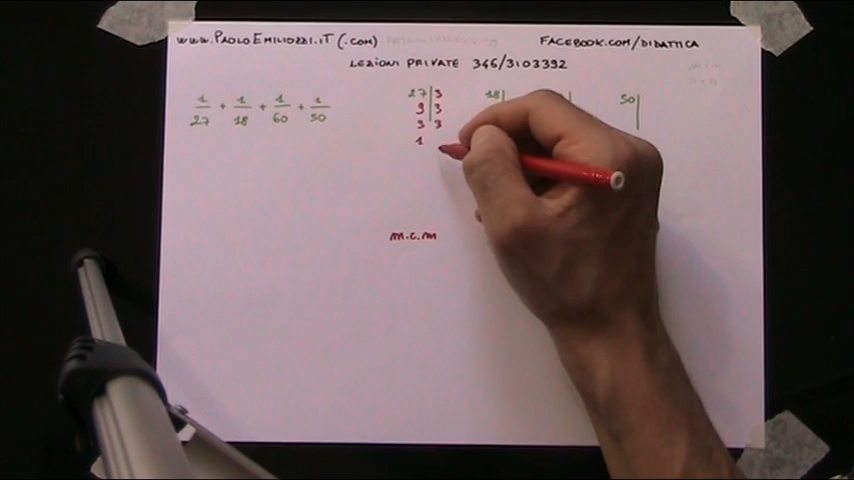 www.PaoloEmiliozzi.iT (.com)
FACEBOOK.COM/DIDATTICA
LEZIONI PRIVATE 346/3103392
1/27 + 1/18 + 1/60 + 1/50
27 | 3
9 | 3
3 | 3
1
18 |
50 |
m.c.m